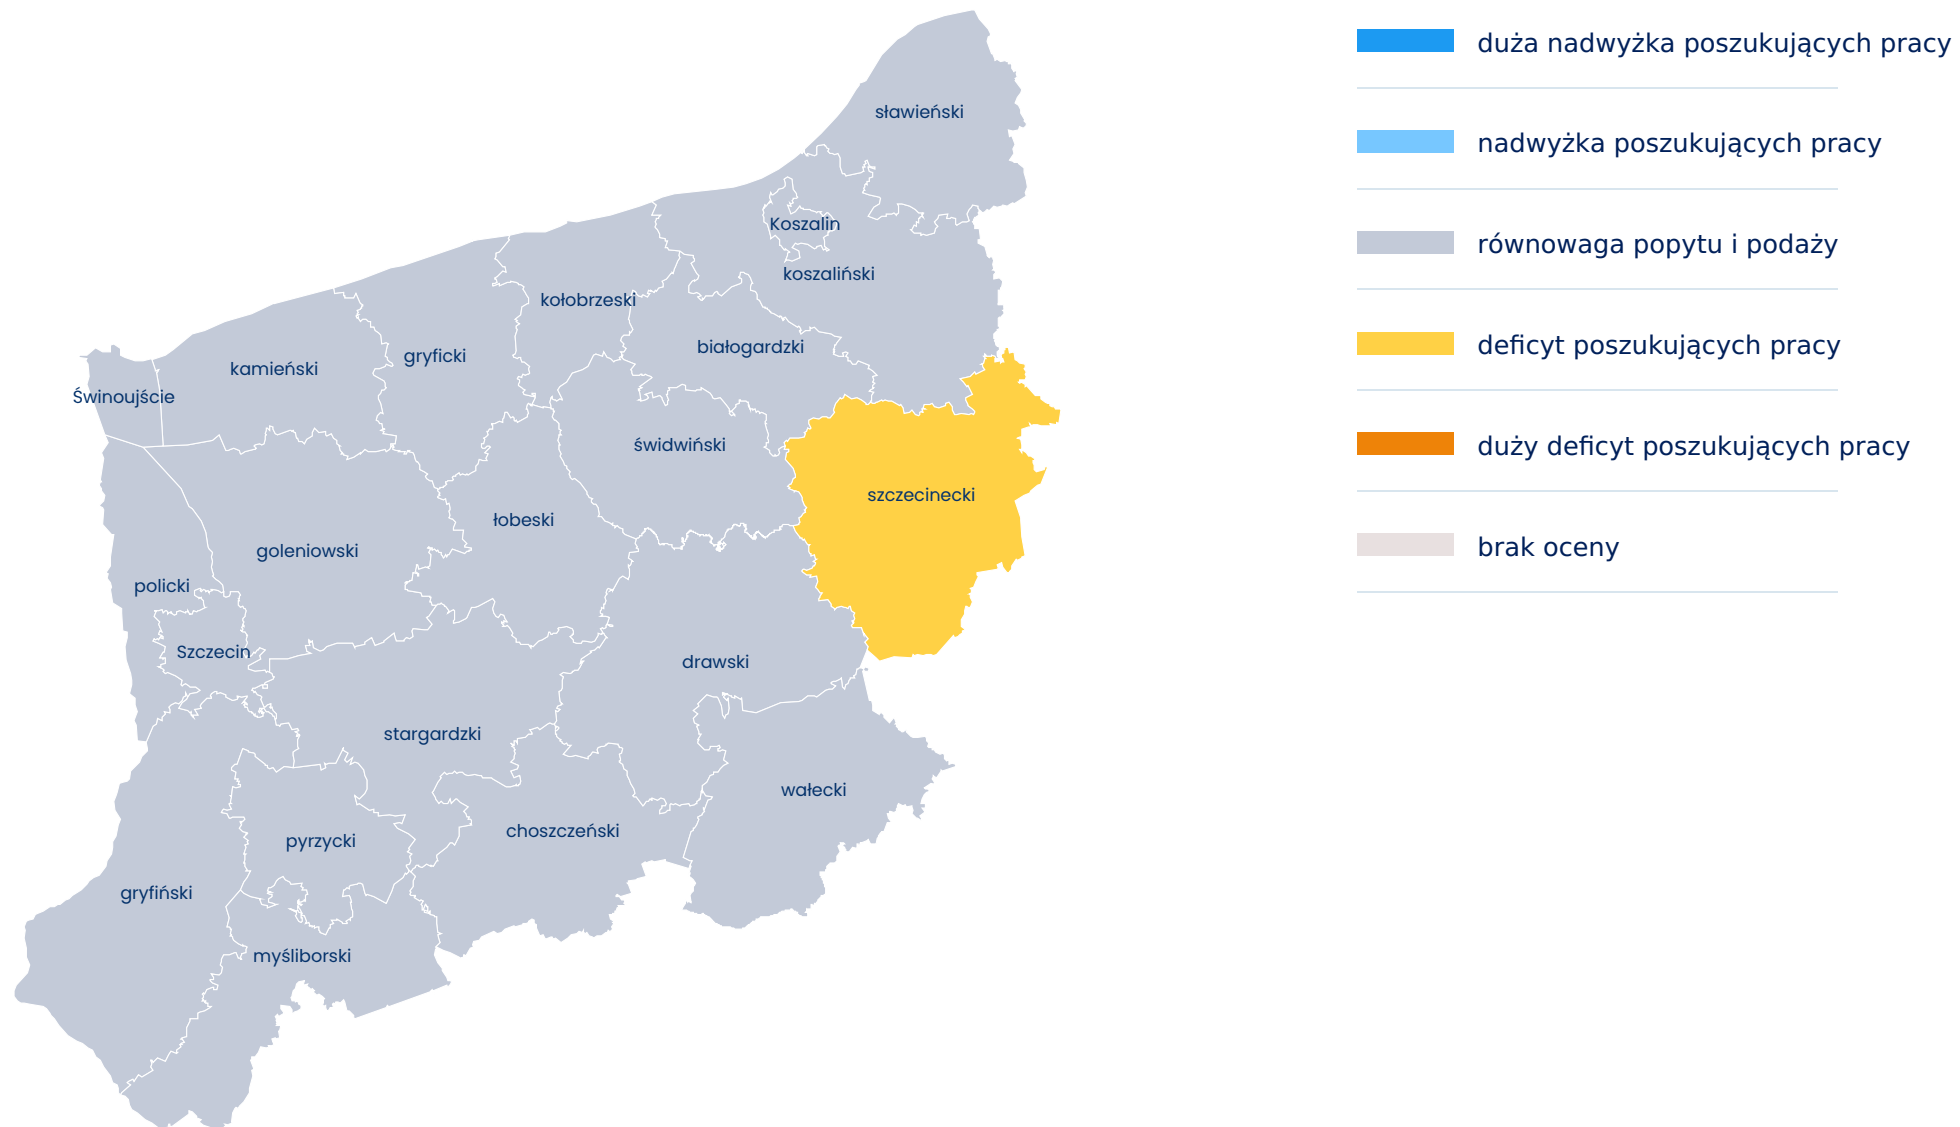 duża nadwyżka poszukujących pracy
nadwyżka poszukujących pracy
równowaga popytu i podaży
deficyt poszukujących pracy
duży deficyt poszukujących pracy
brak oceny
sławieński
Koszalin
koszaliński
kołobrzeski
białogardzki
gryficki
kamieński
Świnoujście
świdwiński
szczecinecki
łobeski
goleniowski
policki
Szczecin
drawski
stargardzki
wałecki
choszczeński
pyrzycki
gryfiński
myśliborski